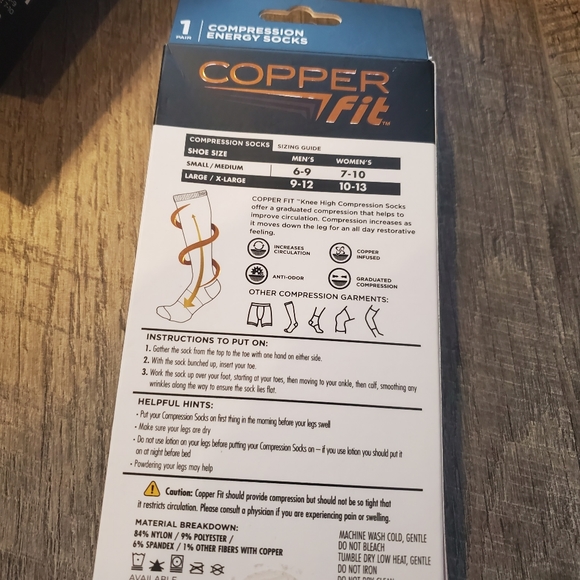 1 PAIR
COMPRESSION
ENERGY SOCKS
COPPER
fit™
COMPRESSION SOCKS SIZING GUIDE
SHOE SIZE MEN'S WOMEN'S
SMALL / MEDIUM 6-9 7-10
LARGE / X-LARGE 9-12 10-13
COPPER FIT™ Knee High Compression Socks
offer a graduated compression that helps to
improve circulation. Compression increases as
it moves down the leg for an all day restorative
feeling.
INCREASES
CIRCULATION
COPPER
INFUSED
ANTI-ODOR
GRADUATED
COMPRESSION
OTHER COMPRESSION GARMENTS:
INSTRUCTIONS TO PUT ON:
1. Gather the sock from the top to the toe with one hand on either side.
2. With the sock bunched up, insert your toe.
3. Work the sock up over your foot, starting at your toes, then moving to your ankle, then calf, smoothing any
wrinkles along the way to ensure the sock lies flat.
HELPFUL HINTS:
• Put your Compression Socks on first thing in the morning before your legs swell
• Make sure your legs are dry
• Do not use lotion on your legs before putting your Compression Socks on – if you use lotion you should put it
on at night before bed
• Powdering your legs may help
Caution: Copper Fit should provide compression but should not be so tight that
it restricts circulation. Please consult a physician if you are experiencing pain or swelling.
MATERIAL BREAKDOWN:
84% NYLON / 9% POLYESTER /
6% SPANDEX / 1% OTHER FIBERS WITH COPPER
MACHINE WASH COLD, GENTLE
DO NOT BLEACH
TUMBLE DRY LOW HEAT, GENTLE
DO NOT IRON
DO NOT DRY CLEAN
AVAILABLE